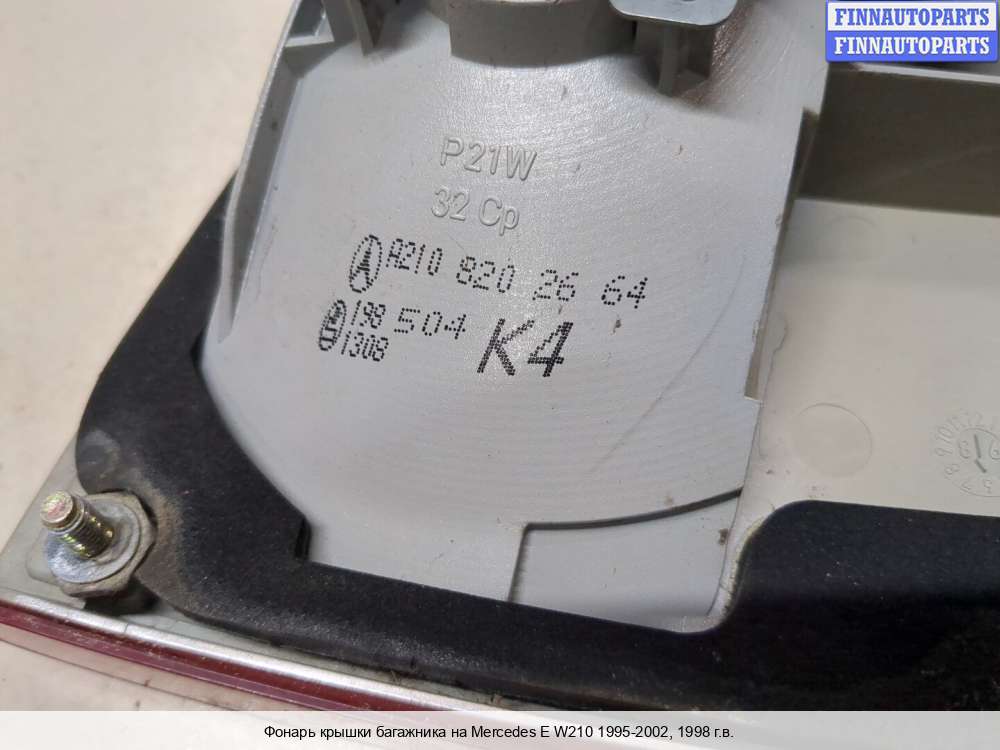 FINNAUTOPARTS
FINNAUTOPARTS
P21W
32 Cp
A210 820 26 64
198 504 K4
1308
Фонарь крышки багажника на Mercedes E W210 1995-2002, 1998 г.в.